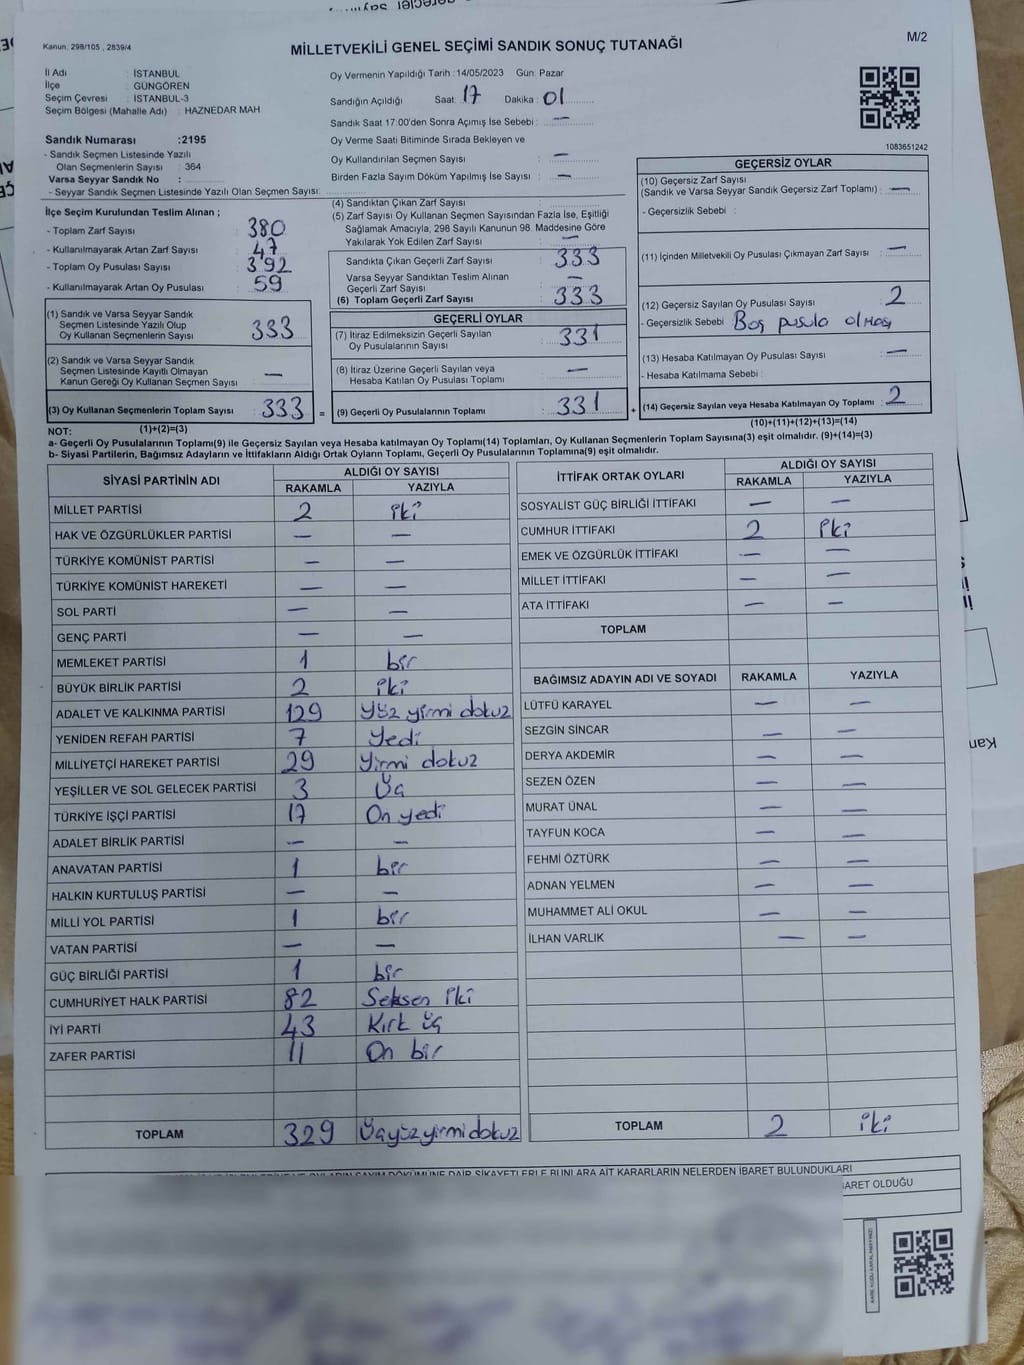 Kanun, 298/105 , 2839/4
MİLLETVEKİLİ GENEL SEÇİMİ SANDIK SONUÇ TUTANAĞI
M/2
İl Adı : İSTANBUL
İlçe : GÜNGÖREN
Seçim Çevresi : İSTANBUL-3
Seçim Bölgesi (Mahalle Adı) : HAZNEDAR MAH
Sandık Numarası :2195
- Sandık Seçmen Listesinde Yazılı
Olan Seçmenlerin Sayısı : 364
Varsa Seyyar Sandık No :
- Seyyar Sandık Seçmen Listesinde Yazılı Olan Seçmen Sayısı:
Oy Vermenin Yapıldığı Tarih : 14/05/2023 Gün: Pazar
Sandığın Açıldığı Saat: 17 Dakika : 01
Sandık Saat 17:00'den Sonra Açımış İse Sebebi : —
Oy Verme Saati Bitiminde Sırada Bekleyen ve
Oy Kullandırılan Seçmen Sayısı : —
Birden Fazla Sayım Döküm Yapılmış İse Sayısı : —
1083651242
İlçe Seçim Kurulundan Teslim Alınan ;
- Toplam Zarf Sayısı : 380
- Kullanılmayarak Artan Zarf Sayısı : 47
- Toplam Oy Pusulası Sayısı : 392
- Kullanılmayarak Artan Oy Pusulası : 59
(1) Sandık ve Varsa Seyyar Sandık
Seçmen Listesinde Yazılı Olup
Oy Kullanan Seçmenlerin Sayısı : 333
(2) Sandık ve Varsa Seyyar Sandık
Seçmen Listesinde Kayıtlı Olmayan
Kanun Gereği Oy Kullanan Seçmen Sayısı : —
(3) Oy Kullanan Seçmenlerin Toplam Sayısı : 333 =
(4) Sandıktan Çıkan Zarf Sayısı :
(5) Zarf Sayısı Oy Kullanan Seçmen Sayısından Fazla İse, Eşitliği
Sağlamak Amacıyla, 298 Sayılı Kanunun 98. Maddesine Göre
Yakılarak Yok Edilen Zarf Sayısı : —
Sandıkta Çıkan Geçerli Zarf Sayısı : 333
Varsa Seyyar Sandıktan Teslim Alınan
Geçerli Zarf Sayısı : —
(6) Toplam Geçerli Zarf Sayısı : 333
GEÇERLİ OYLAR
(7) İtiraz Edilmeksizin Geçerli Sayılan
Oy Pusulalarının Sayısı : 331
(8) İtiraz Üzerine Geçerli Sayılan veya
Hesaba Katılan Oy Pusulası Toplamı : —
(9) Geçerli Oy Pusulalarının Toplamı : 331 +
GEÇERSİZ OYLAR
(10) Geçersiz Zarf Sayısı
(Sandık ve Varsa Seyyar Sandık Geçersiz Zarf Toplamı) : —
- Geçersizlik Sebebi :
(11) İçinden Milletvekili Oy Pusulası Çıkmayan Zarf Sayısı : —
(12) Geçersiz Sayılan Oy Pusulası Sayısı : 2
- Geçersizlik Sebebi : Boş pusula olması
(13) Hesaba Katılmayan Oy Pusulası Sayısı : —
- Hesaba Katılmama Sebebi :
(14) Geçersiz Sayılan veya Hesaba Katılmayan Oy Toplamı : 2
NOT: (1)+(2)=(3)
(10)+(11)+(12)+(13)=(14)
a- Geçerli Oy Pusulalarının Toplamı(9) ile Geçersiz Sayılan veya Hesaba katılmayan Oy Toplamı(14) Toplamları, Oy Kullanan Seçmenlerin Toplam Sayısına(3) eşit olmalıdır. (9)+(14)=(3)
b- Siyasi Partilerin, Bağımsız Adayların ve İttifakların Aldığı Ortak Oyların Toplamı, Geçerli Oy Pusulalarının Toplamına(9) eşit olmalıdır.
SİYASİ PARTİNİN ADI ALDIĞI OY SAYISI
RAKAMLA YAZIYLA
MİLLET PARTİSİ 2 iki
HAK VE ÖZGÜRLÜKLER PARTİSİ — —
TÜRKİYE KOMÜNİST PARTİSİ — —
TÜRKİYE KOMÜNİST HAREKETİ — —
SOL PARTİ — —
GENÇ PARTİ — —
MEMLEKET PARTİSİ 1 bir
BÜYÜK BİRLİK PARTİSİ 2 iki
ADALET VE KALKINMA PARTİSİ 129 Yüz yirmi dokuz
YENİDEN REFAH PARTİSİ 7 Yedi
MİLLİYETÇİ HAREKET PARTİSİ 29 Yirmi dokuz
YEŞİLLER VE SOL GELECEK PARTİSİ 3 Üç
TÜRKİYE İŞÇİ PARTİSİ 17 On yedi
ADALET BİRLİK PARTİSİ — —
ANAVATAN PARTİSİ 1 bir
HALKIN KURTULUŞ PARTİSİ — —
MİLLİ YOL PARTİSİ 1 bir
VATAN PARTİSİ — —
GÜÇ BİRLİĞİ PARTİSİ 1 bir
CUMHURİYET HALK PARTİSİ 82 Seksen iki
İYİ PARTİ 43 Kırk üç
ZAFER PARTİSİ 11 On bir
TOPLAM 329 Üçyüzyirmidokuz
İTTİFAK ORTAK OYLARI ALDIĞI OY SAYISI
RAKAMLA YAZIYLA
SOSYALİST GÜÇ BİRLİĞİ İTTİFAKI — —
CUMHUR İTTİFAKI 2 iki
EMEK VE ÖZGÜRLÜK İTTİFAKI — —
MİLLET İTTİFAKI — —
ATA İTTİFAKI — —
TOPLAM
BAĞIMSIZ ADAYIN ADI VE SOYADI RAKAMLA YAZIYLA
LÜTFÜ KARAYEL — —
SEZGİN SİNCAR — —
DERYA AKDEMİR — —
SEZEN ÖZEN — —
MURAT ÜNAL — —
TAYFUN KOCA — —
FEHMİ ÖZTÜRK — —
ADNAN YELMEN — —
MUHAMMET ALİ OKUL — —
İLHAN VARLIK — —
TOPLAM 2 iki
SAYIM DÖKÜMÜNE DAİR ŞİKAYETLERLE BUNLARA AİT KARARLARIN NELERDEN İBARET BULUNDUKLARI
BARET OLDUĞU